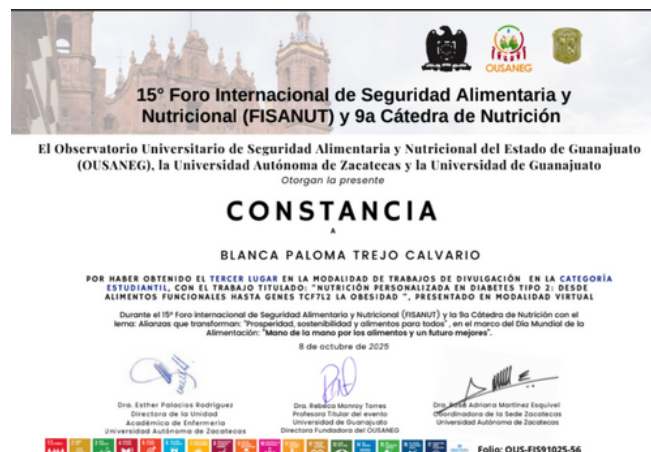 OUSANEG
15° Foro Internacional de Seguridad Alimentaria y
Nutricional (FISANUT) y 9a Cátedra de Nutrición
El Observatorio Universitario de Seguridad Alimentaria y Nutricional del Estado de Guanajuato
(OUSANEG), la Universidad Autónoma de Zacatecas y la Universidad de Guanajuato
Otorgan la presente
CONSTANCIA
A
BLANCA PALOMA TREJO CALVARIO
POR HABER OBTENIDO EL TERCER LUGAR EN LA MODALIDAD DE TRABAJOS DE DIVULGACIÓN EN LA CATEGORÍA
ESTUDIANTIL, CON EL TRABAJO TITULADO: "NUTRICIÓN PERSONALIZADA EN DIABETES TIPO 2: DESDE
ALIMENTOS FUNCIONALES HASTA GENES TCF7L2 LA OBESIDAD ", PRESENTADO EN MODALIDAD VIRTUAL
Durante el 15° Foro internacional de Seguridad Alimentaria y Nutricional (FISANUT) y la 9a Cátedra de Nutrición con el
lema: Alianzas que transforman: "Prosperidad, sostenibilidad y alimentos para todos" , en el marco del Día Mundial de la
Alimentación: "Mano de la mano por los alimentos y un futuro mejores".
8 de octubre de 2025
Dra. Esther Palacios Rodríguez
Directora de la Unidad
Académica de Enfermería
Universidad Autónoma de Zacatecas
Dra. Rebeca Monroy Torres
Profesora Titular del evento
Universidad de Guanajuato
Directora Fundadora del OUSANEG
Dra. Rosa Adriana Martínez Esquivel
Coordinadora de la Sede Zacatecas
Universidad Autónoma de Zacatecas
Folio: OUS-FIS91025-56